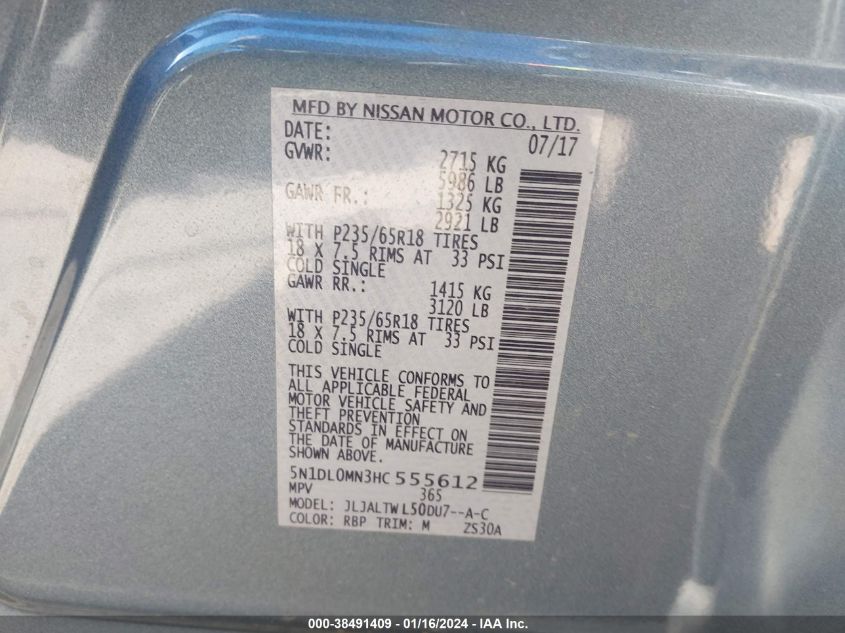 MFD BY NISSAN MOTOR CO., LTD.
DATE: 07/17
GVWR: 2715 KG
5986 LB
GAWR FR.: 1325 KG
2921 LB
WITH P235/65R18 TIRES
18 X 7.5 RIMS AT 33 PSI
COLD SINGLE
GAWR RR.: 1415 KG
3120 LB
WITH P235/65R18 TIRES
18 X 7.5 RIMS AT 33 PSI
COLD SINGLE
THIS VEHICLE CONFORMS TO
ALL APPLICABLE FEDERAL
MOTOR VEHICLE SAFETY AND
THEFT PREVENTION
STANDARDS IN EFFECT ON
THE DATE OF MANUFACTURE
SHOWN ABOVE.
5N1DL0MN3HC555612
MPV 365
MODEL: JLJALTWL50DU7--A-C
COLOR: RBP TRIM: M ZS30A
000-38491409 - 01/16/2024 - IAA Inc.